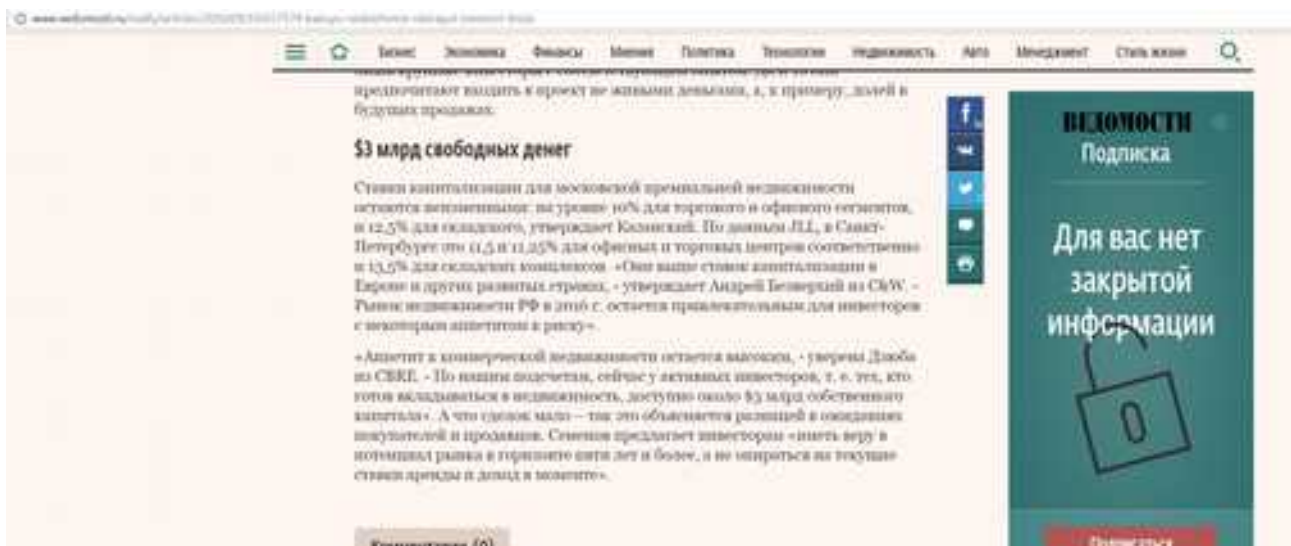 Бизнес Экономика Финансы Мнения Политика Технологии Недвижимость Авто Менеджмент Стиль жизни
предпочитают входить в проект не живыми деньгами, а, к примеру, долей в
будущих продажах.
$3 млрд свободных денег
Ставки капитализации для московской премиальной недвижимости
остаются неизменными: на уровне 10% для торгового и офисного сегментов,
и 12,5% для складского, утверждает Казанский. По данным JLL, в Санкт-
Петербурге это 11,5 и 11,25% для офисных и торговых центров соответственно
и 13,5% для складских комплексов. «Они выше ставок капитализации в
Европе и других развитых странах, - утверждает Андрей Безверхий из C&W. -
Рынок недвижимости РФ в 2016 г. остается привлекательным для инвесторов
с некоторым аппетитом к риску».
«Аппетит к коммерческой недвижимости остается высоким, - уверена Дзюба
из CBRE. - По нашим подсчетам, сейчас у активных инвесторов, т. е. тех, кто
готов вкладываться в недвижимость, доступно около $3 млрд собственного
капитала». А что сделок мало – так это объясняется разницей в ожиданиях
покупателей и продавцов. Семенов предлагает инвесторам «иметь веру в
потенциал рынка в горизонте пяти лет и более, а не опираться на текущие
ставки аренды и доход в моменте».
ВЕДОМОСТИ
Подписка
Для вас нет
закрытой
информации